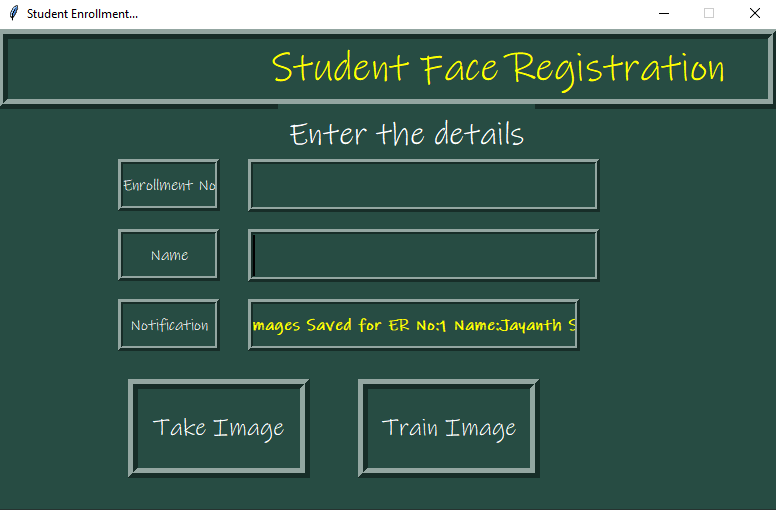 Student Enrollment...
Student Face Registration
Enter the details
Enrollment No
Name
Notification mages Saved for ER No:1 Name:Jayanth S
Take Image Train Image